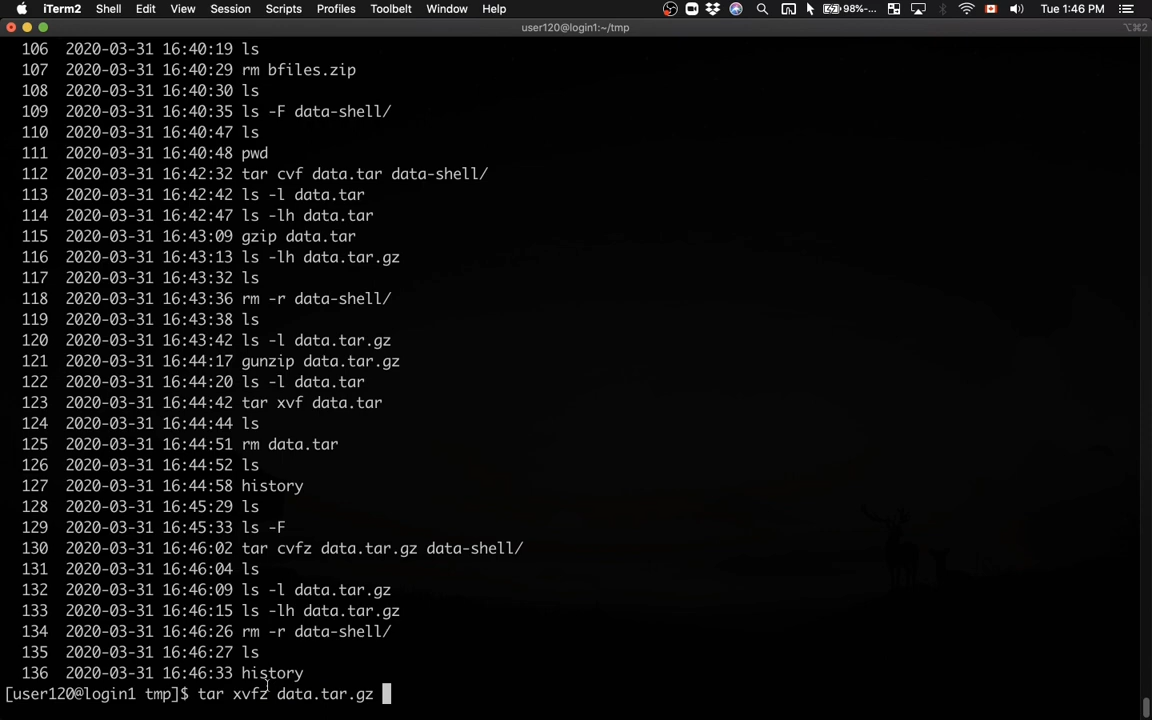 iTerm2 Shell Edit View Session Scripts Profiles Toolbelt Window Help 98%... Tue 1:46 PM
user120@login1:~/tmp ⌥⌘2
106 2020-03-31 16:40:19 ls
107 2020-03-31 16:40:29 rm bfiles.zip
108 2020-03-31 16:40:30 ls
109 2020-03-31 16:40:35 ls -F data-shell/
110 2020-03-31 16:40:47 ls
111 2020-03-31 16:40:48 pwd
112 2020-03-31 16:42:32 tar cvf data.tar data-shell/
113 2020-03-31 16:42:42 ls -l data.tar
114 2020-03-31 16:42:47 ls -lh data.tar
115 2020-03-31 16:43:09 gzip data.tar
116 2020-03-31 16:43:13 ls -lh data.tar.gz
117 2020-03-31 16:43:32 ls
118 2020-03-31 16:43:36 rm -r data-shell/
119 2020-03-31 16:43:38 ls
120 2020-03-31 16:43:42 ls -l data.tar.gz
121 2020-03-31 16:44:17 gunzip data.tar.gz
122 2020-03-31 16:44:20 ls -l data.tar
123 2020-03-31 16:44:42 tar xvf data.tar
124 2020-03-31 16:44:44 ls
125 2020-03-31 16:44:51 rm data.tar
126 2020-03-31 16:44:52 ls
127 2020-03-31 16:44:58 history
128 2020-03-31 16:45:29 ls
129 2020-03-31 16:45:33 ls -F
130 2020-03-31 16:46:02 tar cvfz data.tar.gz data-shell/
131 2020-03-31 16:46:04 ls
132 2020-03-31 16:46:09 ls -l data.tar.gz
133 2020-03-31 16:46:15 ls -lh data.tar.gz
134 2020-03-31 16:46:26 rm -r data-shell/
135 2020-03-31 16:46:27 ls
136 2020-03-31 16:46:33 history
[user120@login1 tmp]$ tar xvfz data.tar.gz